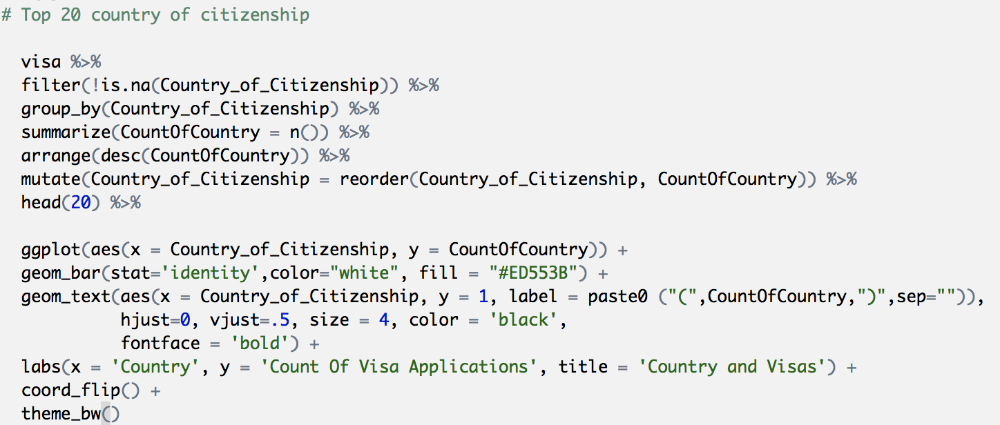 # Top 20 country of citizenship
visa %>%
filter(!is.na(Country_of_Citizenship)) %>%
group_by(Country_of_Citizenship) %>%
summarize(CountOfCountry = n()) %>%
arrange(desc(CountOfCountry)) %>%
mutate(Country_of_Citizenship = reorder(Country_of_Citizenship, CountOfCountry)) %>%
head(20) %>%
ggplot(aes(x = Country_of_Citizenship, y = CountOfCountry)) +
geom_bar(stat='identity',color="white", fill = "#ED553B") +
geom_text(aes(x = Country_of_Citizenship, y = 1, label = paste0 ("(",CountOfCountry,")",sep="")),
hjust=0, vjust=.5, size = 4, color = 'black',
fontface = 'bold') +
labs(x = 'Country', y = 'Count Of Visa Applications', title = 'Country and Visas') +
coord_flip() +
theme_bw()